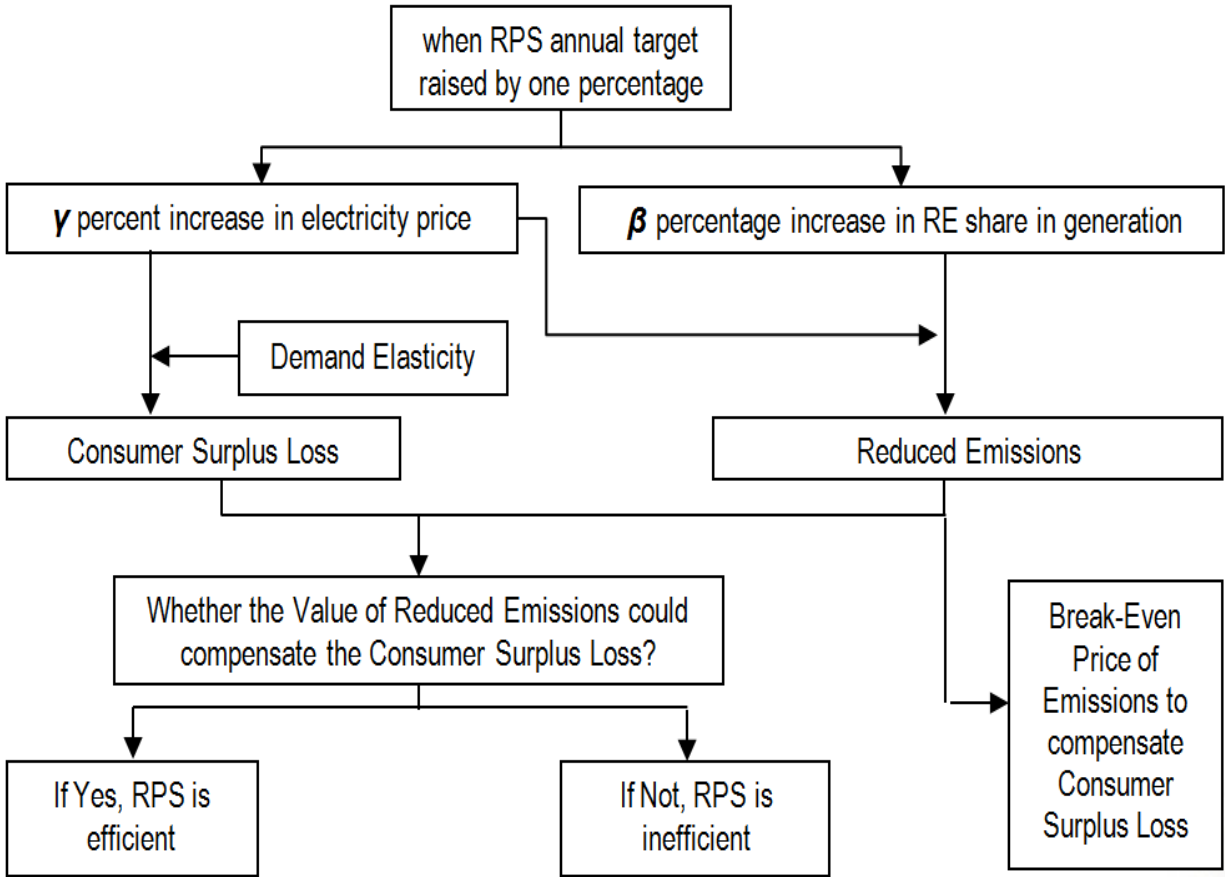 when RPS annual target
raised by one percentage
γ percent increase in electricity price
β percentage increase in RE share in generation
Demand Elasticity
Consumer Surplus Loss
Reduced Emissions
Whether the Value of Reduced Emissions could
compensate the Consumer Surplus Loss?
Break-Even
Price of
Emissions to
compensate
Consumer
Surplus Loss
If Yes, RPS is
efficient
If Not, RPS is
inefficient